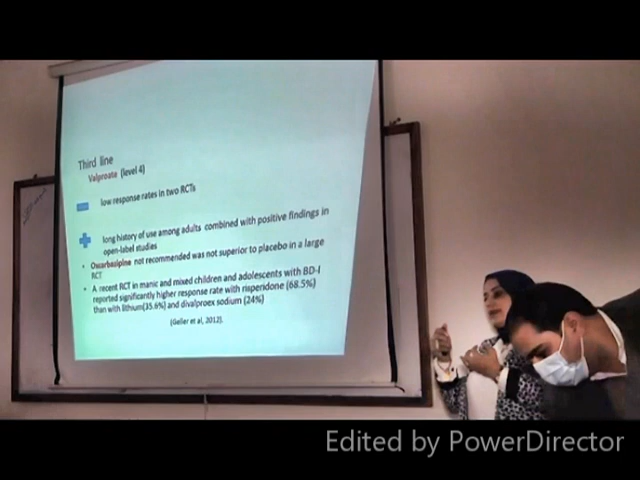 Third line
Valproate (level 4)
low response rates in two RCTs
long history of use among adults combined with positive findings in
open-label studies
• Oxcarbazipine not recommended was not superior to placebo in a large
RCT
• A recent RCT in manic and mixed children and adolescents with BD-I
reported significantly higher response rate with risperidone (68.5%)
than with lithium(35.6%) and divalproex sodium (24%)
(Geller et al, 2012).
Edited by PowerDirector